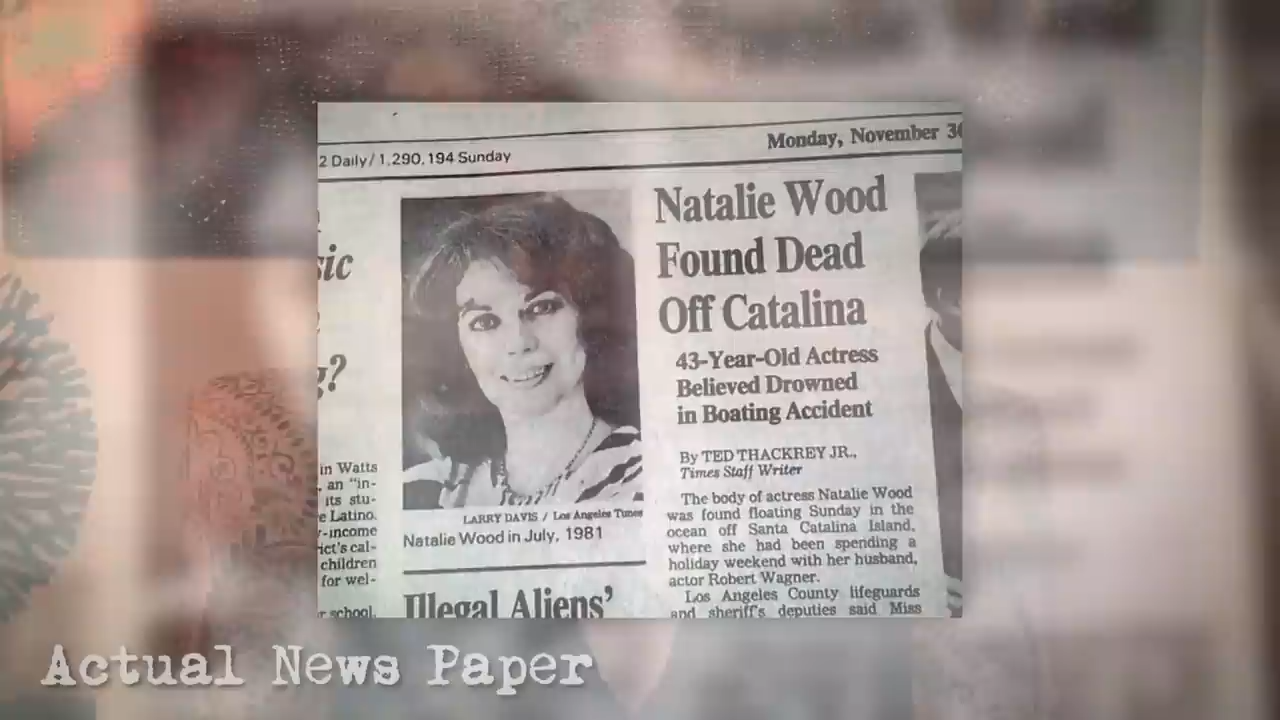 2 Daily / 1,290,194 Sunday
Monday, November 30
sic
g?
in Watts
, an “in-
its stu-
e Latino.
-income
ict's cal-
children
for wel-
r school,
LARRY DAVIS / Los Angeles Times
Natalie Wood in July, 1981
Illegal Aliens’
Natalie Wood
Found Dead
Off Catalina
43-Year-Old Actress
Believed Drowned
in Boating Accident
By TED THACKREY JR.,
Times Staff Writer
The body of actress Natalie Wood
was found floating Sunday in the
ocean off Santa Catalina Island,
where she had been spending a
holiday weekend with her husband,
actor Robert Wagner.
Los Angeles County lifeguards
and sheriff's deputies said Miss
Actual News Paper